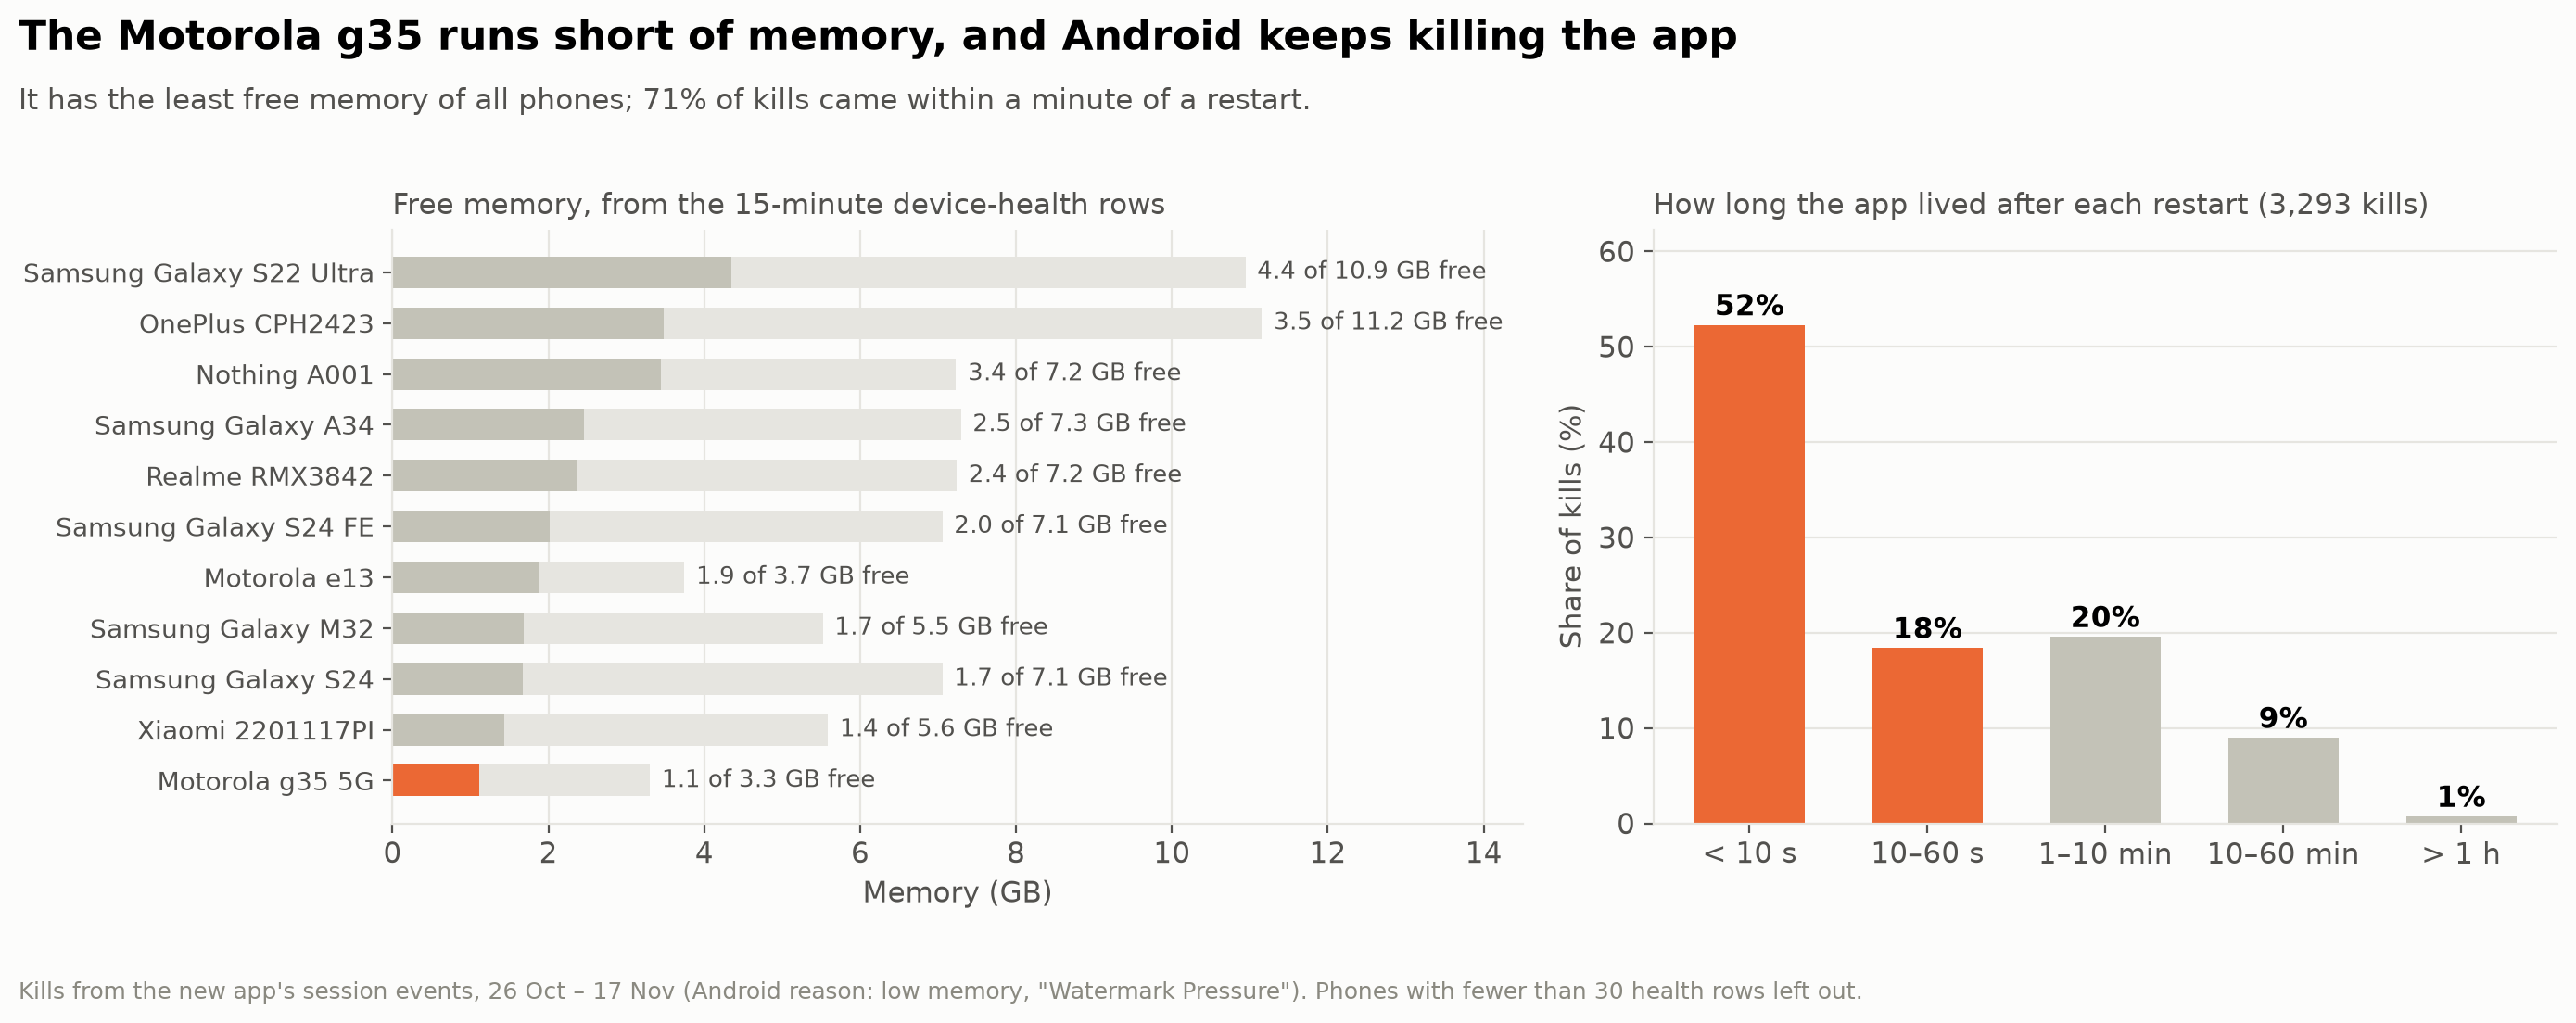 The Motorola g35 runs short of memory, and Android keeps killing the app
It has the least free memory of all phones; 71% of kills came within a minute of a restart.
Free memory, from the 15-minute device-health rows
Samsung Galaxy S22 Ultra
4.4 of 10.9 GB free
OnePlus CPH2423
3.5 of 11.2 GB free
Nothing A001
3.4 of 7.2 GB free
Samsung Galaxy A34
2.5 of 7.3 GB free
Realme RMX3842
2.4 of 7.2 GB free
Samsung Galaxy S24 FE
2.0 of 7.1 GB free
Motorola e13
1.9 of 3.7 GB free
Samsung Galaxy M32
1.7 of 5.5 GB free
Samsung Galaxy S24
1.7 of 7.1 GB free
Xiaomi 2201117PI
1.4 of 5.6 GB free
Motorola g35 5G
1.1 of 3.3 GB free
0 2 4 6 8 10 12 14
Memory (GB)
How long the app lived after each restart (3,293 kills)
Share of kills (%)
60
50
40
30
20
10
0
52%
18%
20%
9%
1%
< 10 s
10–60 s
1–10 min
10–60 min
> 1 h
Kills from the new app's session events, 26 Oct – 17 Nov (Android reason: low memory, "Watermark Pressure"). Phones with fewer than 30 health rows left out.